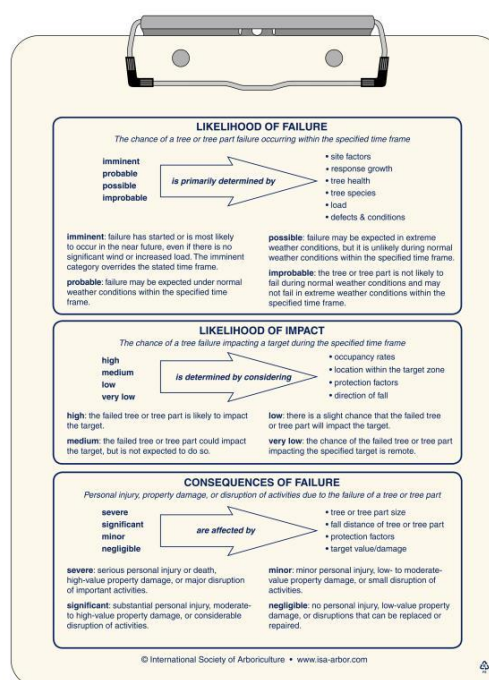 LIKELIHOOD OF FAILURE
The chance of a tree or tree part failure occurring within the specified time frame
imminent
probable
possible
improbable
is primarily determined by
• site factors
• response growth
• tree health
• tree species
• load
• defects & conditions
imminent: failure has started or is most likely
to occur in the near future, even if there is no
significant wind or increased load. The imminent
category overrides the stated time frame.
probable: failure may be expected under normal
weather conditions within the specified time
frame.
possible: failure may be expected in extreme
weather conditions, but it is unlikely during normal
weather conditions within the specified time frame.
improbable: the tree or tree part is not likely to
fail during normal weather conditions and may
not fail in extreme weather conditions within the
specified time frame.
LIKELIHOOD OF IMPACT
The chance of a tree failure impacting a target during the specified time frame
high
medium
low
very low
is determined by considering
• occupancy rates
• location within the target zone
• protection factors
• direction of fall
high: the failed tree or tree part is likely to impact
the target.
medium: the failed tree or tree part could impact
the target, but is not expected to do so.
low: there is a slight chance that the failed tree
or tree part will impact the target.
very low: the chance of the failed tree or tree part
impacting the specified target is remote.
CONSEQUENCES OF FAILURE
Personal injury, property damage, or disruption of activities due to the failure of a tree or tree part
severe
significant
minor
negligible
are affected by
• tree or tree part size
• fall distance of tree or tree part
• protection factors
• target value/damage
severe: serious personal injury or death,
high-value property damage, or major disruption
of important activities.
significant: substantial personal injury, moderate-
to high-value property damage, or considerable
disruption of activities.
minor: minor personal injury, low- to moderate-
value property damage, or small disruption of
activities.
negligible: no personal injury, low-value property
damage, or disruptions that can be replaced or
repaired.
© International Society of Arboriculture • www.isa-arbor.com